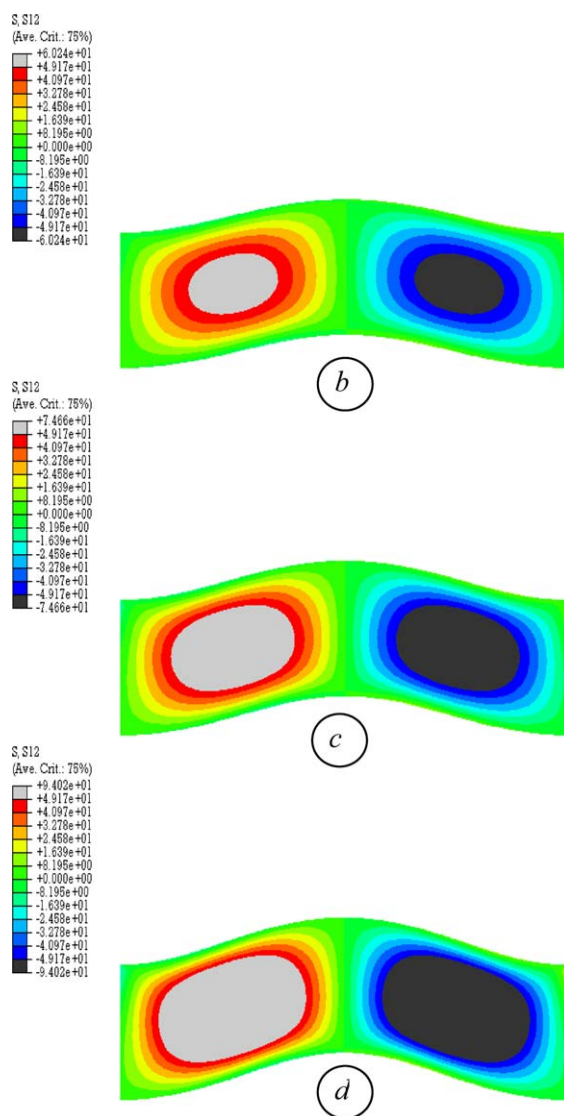 S, S12
(Ave. Crit.: 75%)
+6.024e+01
+4.917e+01
+4.097e+01
+3.278e+01
+2.458e+01
+1.639e+01
+8.195e+00
+0.000e+00
-8.195e+00
-1.639e+01
-2.458e+01
-3.278e+01
-4.097e+01
-4.917e+01
-6.024e+01
b
S, S12
(Ave. Crit.: 75%)
+7.466e+01
+4.917e+01
+4.097e+01
+3.278e+01
+2.458e+01
+1.639e+01
+8.195e+00
+0.000e+00
-8.195e+00
-1.639e+01
-2.458e+01
-3.278e+01
-4.097e+01
-4.917e+01
-7.466e+01
c
S, S12
(Ave. Crit.: 75%)
+9.402e+01
+4.917e+01
+4.097e+01
+3.278e+01
+2.458e+01
+1.639e+01
+8.195e+00
+0.000e+00
-8.195e+00
-1.639e+01
-2.458e+01
-3.278e+01
-4.097e+01
-4.917e+01
-9.402e+01
d